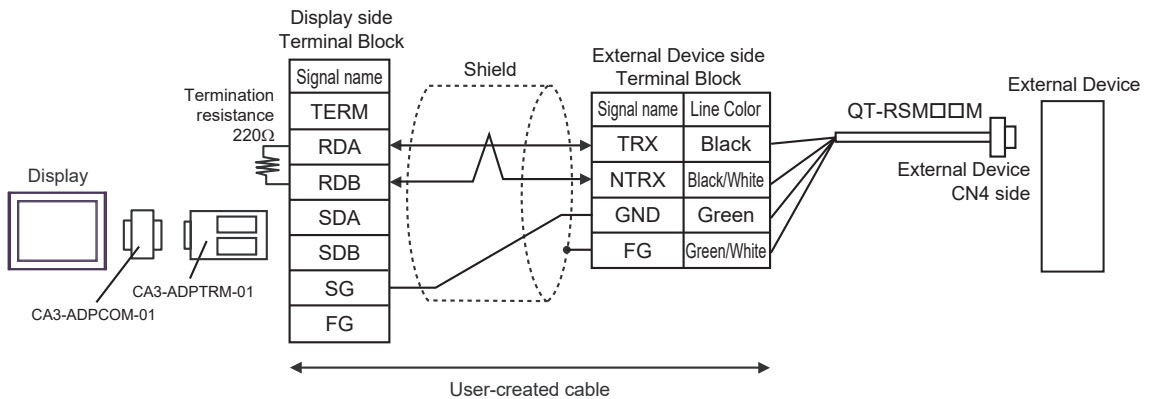 Display side
Terminal Block
Signal name
TERM
RDA
RDB
SDA
SDB
SG
FG
Termination
resistance
220Ω
Display
CA3-ADPCOM-01
CA3-ADPTRM-01
Shield
External Device side
Terminal Block
Signal name Line Color
TRX Black
NTRX Black/White
GND Green
FG Green/White
QT-RSM□□M
External Device
CN4 side
External Device
User-created cable